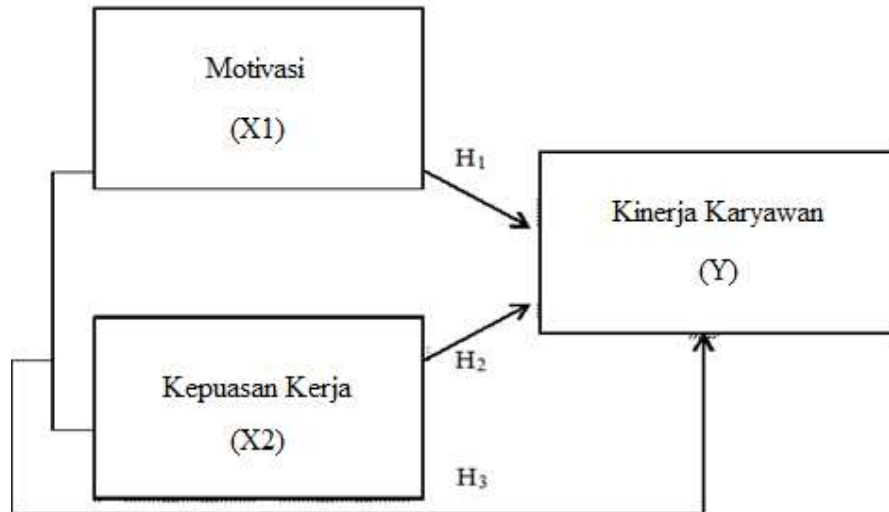 Motivasi
(X1)
H₁
Kinerja Karyawan
(Y)
H₂
Kepuasan Kerja
(X2)
H₃